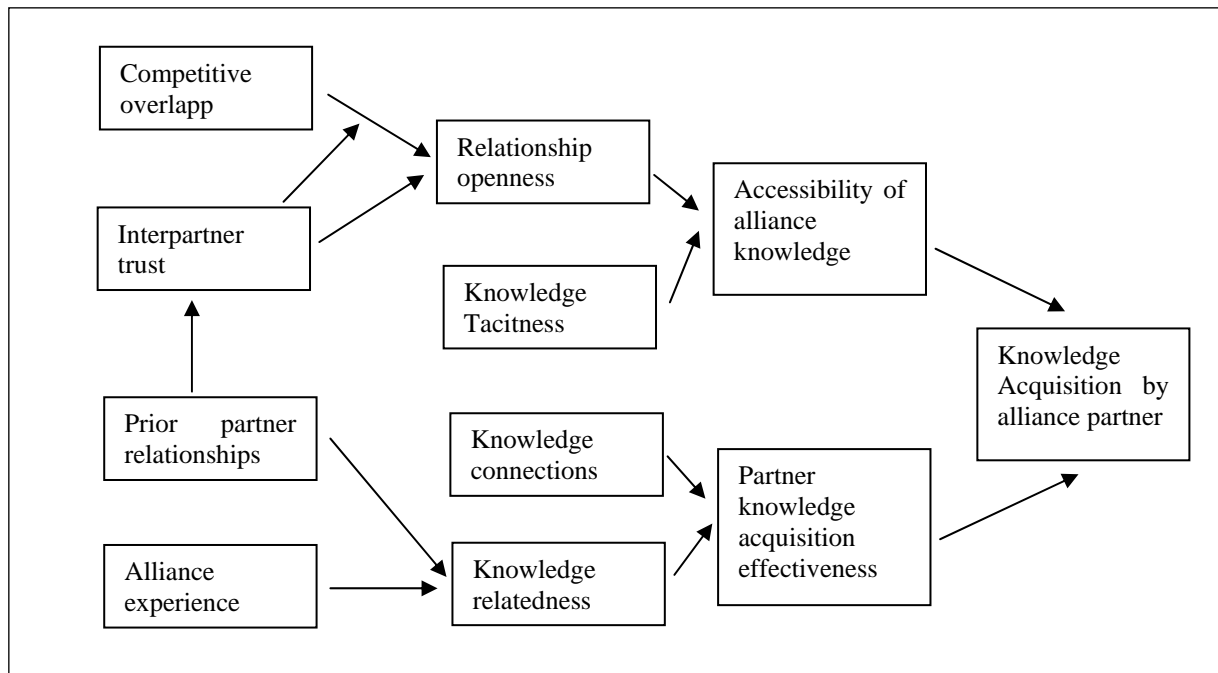 Competitive
overlapp
Relationship
openness
Accessibility of
alliance
knowledge
Interpartner
trust
Knowledge
Tacitness
Knowledge
Acquisition by
alliance partner
Prior partner
relationships
Knowledge
connections
Partner
knowledge
acquisition
effectiveness
Alliance
experience
Knowledge
relatedness